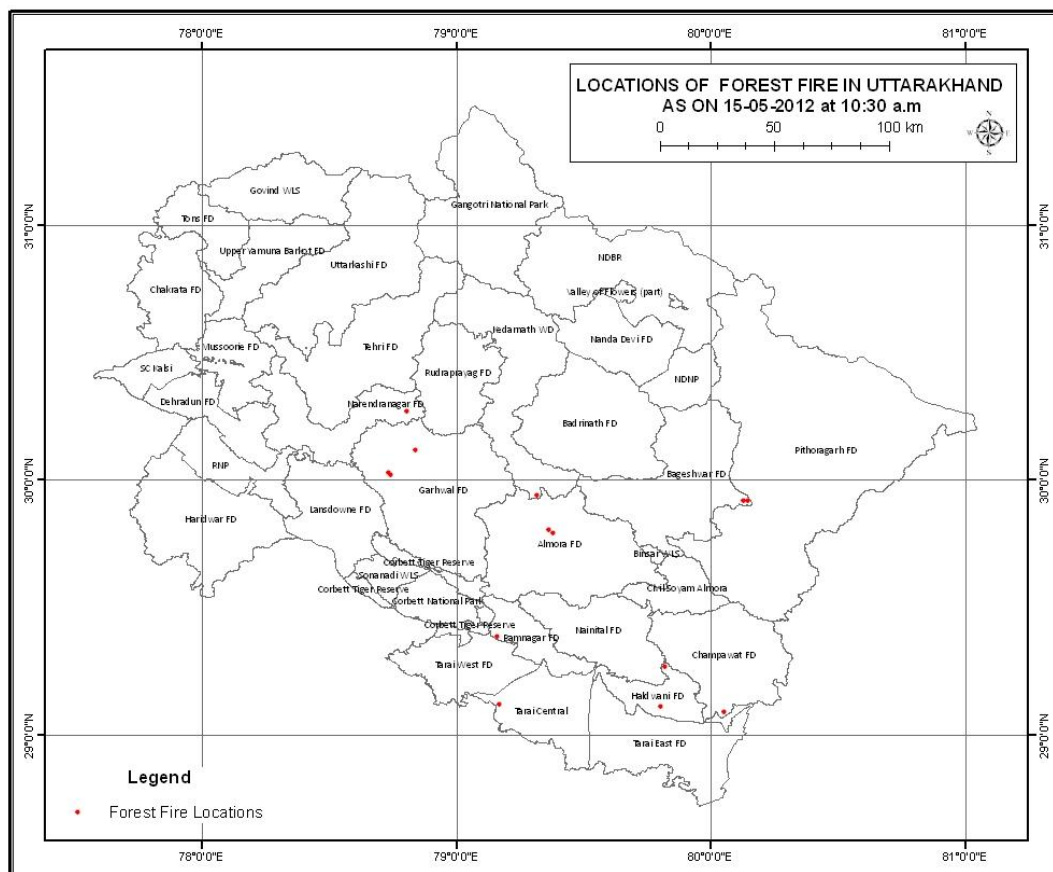 78°0'0"E 79°0'0"E 80°0'0"E 81°0'0"E
LOCATIONS OF FOREST FIRE IN UTTARAKHAND
AS ON 15-05-2012 at 10:30 a.m
0 50 100 km
N
W E
S
Govind WLS
Gangotri National Park
Tons FD
31°0'0"N 31°0'0"N
Upper Yamuna Barkot FD
NDBR
Uttarkashi FD
Chakrata FD
Valley of Flowers (part)
Kedarnath WD
Nanda Devi FD
Mussoorie FD
Tehri FD
SC Kalsi
Rudraprayag FD
NDNP
Dehradun FD
Narendranagar FD
Badrinath FD
Pithoragarh FD
RNP
Bageshwar FD
30°0'0"N 30°0'0"N
Garhwal FD
Lansdowne FD
Haridwar FD
Almora FD
Binsar WLS
Corbett Tiger Reserve
Sonanadi WLS
Corbett Tiger Reserve
Civil Soyam Almora
Corbett National Park
Corbett Tiger Reserve
Ramnagar FD
Nainital FD
Champawat FD
Tarai West FD
Haldwani FD
Tarai Central
29°0'0"N 29°0'0"N
Tarai East FD
Legend
Forest Fire Locations
78°0'0"E 79°0'0"E 80°0'0"E 81°0'0"E